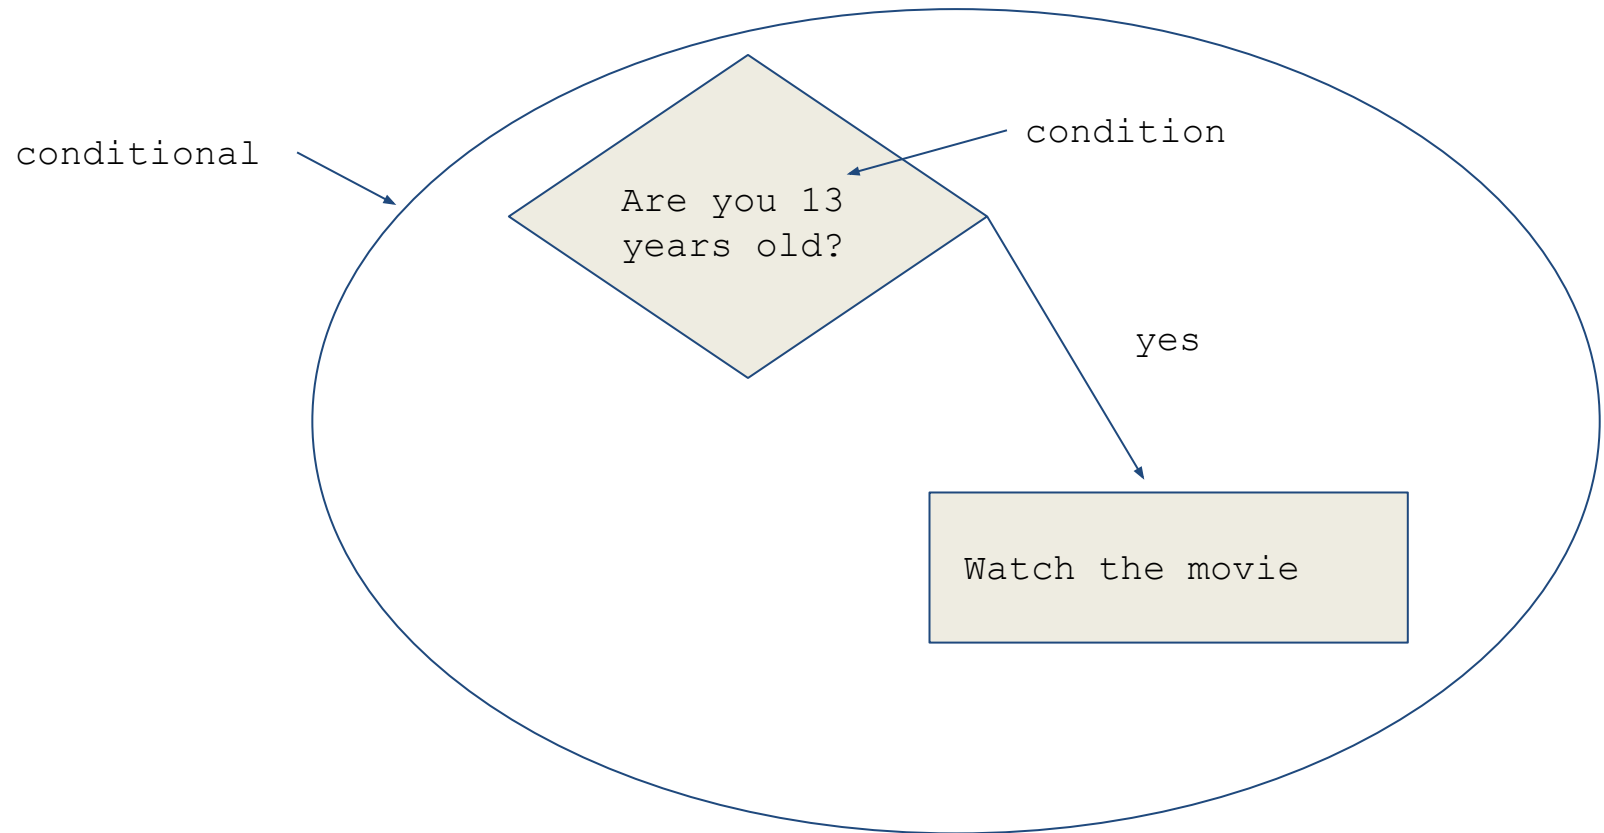 conditional
condition
Are you 13
years old?
yes
Watch the movie